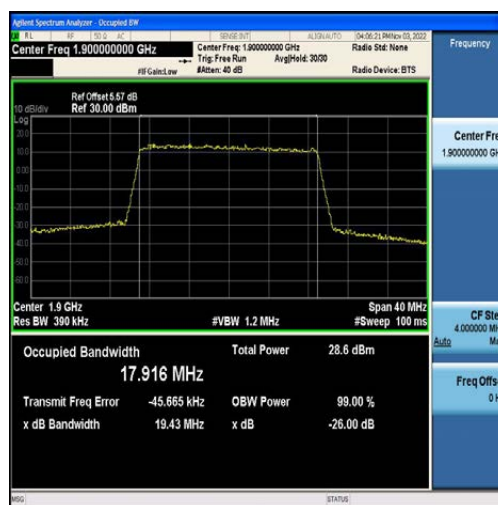 Agilent Spectrum Analyzer - Occupied BW
RL RF 50 Ω AC SENSE:INT ALIGN AUTO 04:06:21 PM Nov 03, 2022
Center Freq 1.900000000 GHz Center Freq: 1.900000000 GHz Radio Std: None Frequency
Trig: Free Run Avg|Hold: 30/30
#IFGain:Low #Atten: 40 dB Radio Device: BTS
Ref Offset 5.57 dB
10 dB/div Ref 30.00 dBm
Log
20.0
10.0
0.00
-10.0
-20.0
-30.0
-40.0
-50.0
-60.0
Center Fre
1.900000000 GH
Center 1.9 GHz Span 40 MHz
Res BW 390 kHz #VBW 1.2 MHz #Sweep 100 ms
CF Ste
4.000000 MH
Auto Ma
Occupied Bandwidth Total Power 28.6 dBm
17.916 MHz
Transmit Freq Error -45.665 kHz OBW Power 99.00 %
x dB Bandwidth 19.43 MHz x dB -26.00 dB
Freq Offs
0 H
MSG STATUS